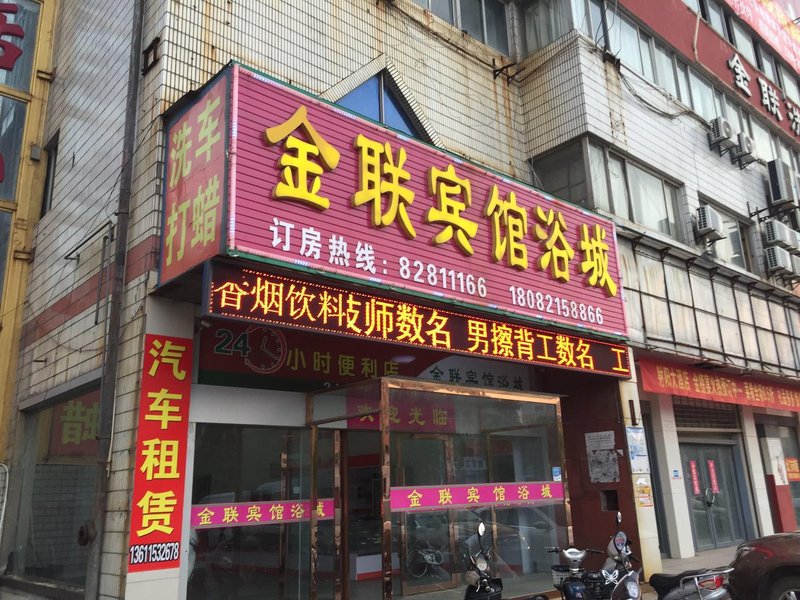 洗车
打蜡
金联宾馆浴城
订房热线：82811166 18082158866
香烟饮料
技师数名 男擦背工数名 工
24
小时便利店
金联宾馆浴城
欢迎光临
汽车租赁
13611532678
金联宾馆浴城
金联宾馆浴城
金联